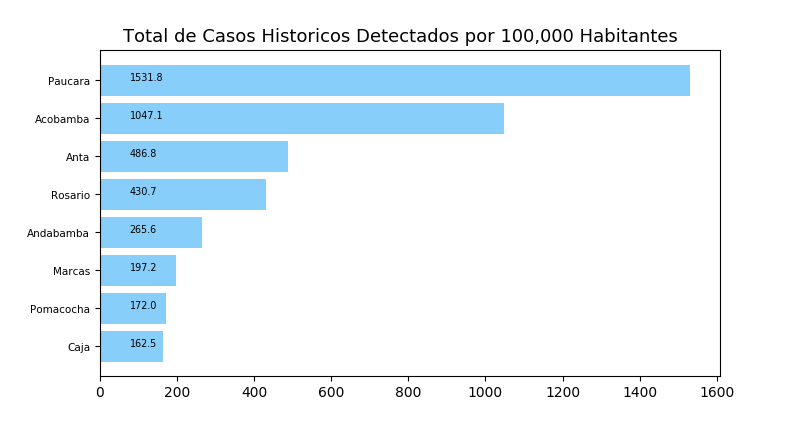 Total de Casos Historicos Detectados por 100,000 Habitantes
Paucara 1531.8
Acobamba 1047.1
Anta 486.8
Rosario 430.7
Andabamba 265.6
Marcas 197.2
Pomacocha 172.0
Caja 162.5
0 200 400 600 800 1000 1200 1400 1600